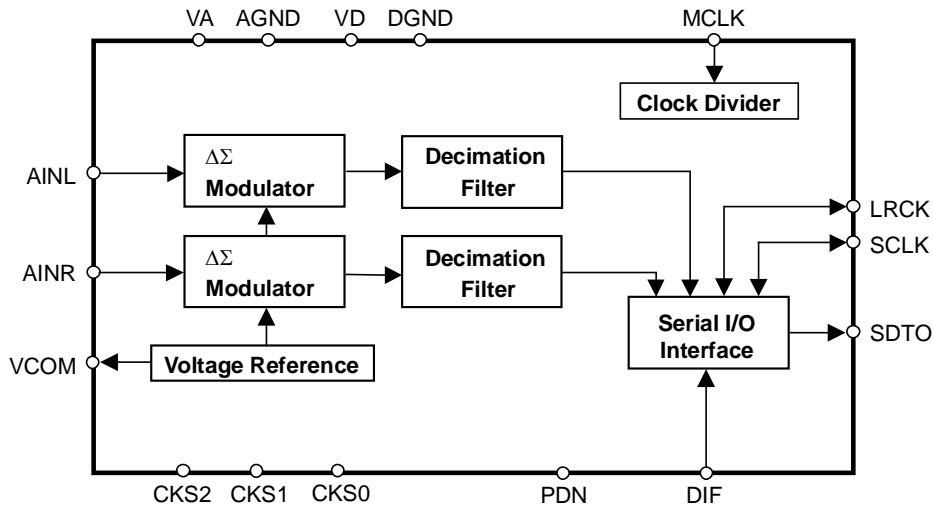 VA AGND VD DGND MCLK
Clock Divider
AINL
ΔΣ
Modulator
Decimation
Filter
LRCK
SCLK
AINR
ΔΣ
Modulator
Decimation
Filter
Serial I/O
Interface
SDTO
VCOM
Voltage Reference
CKS2 CKS1 CKS0 PDN DIF